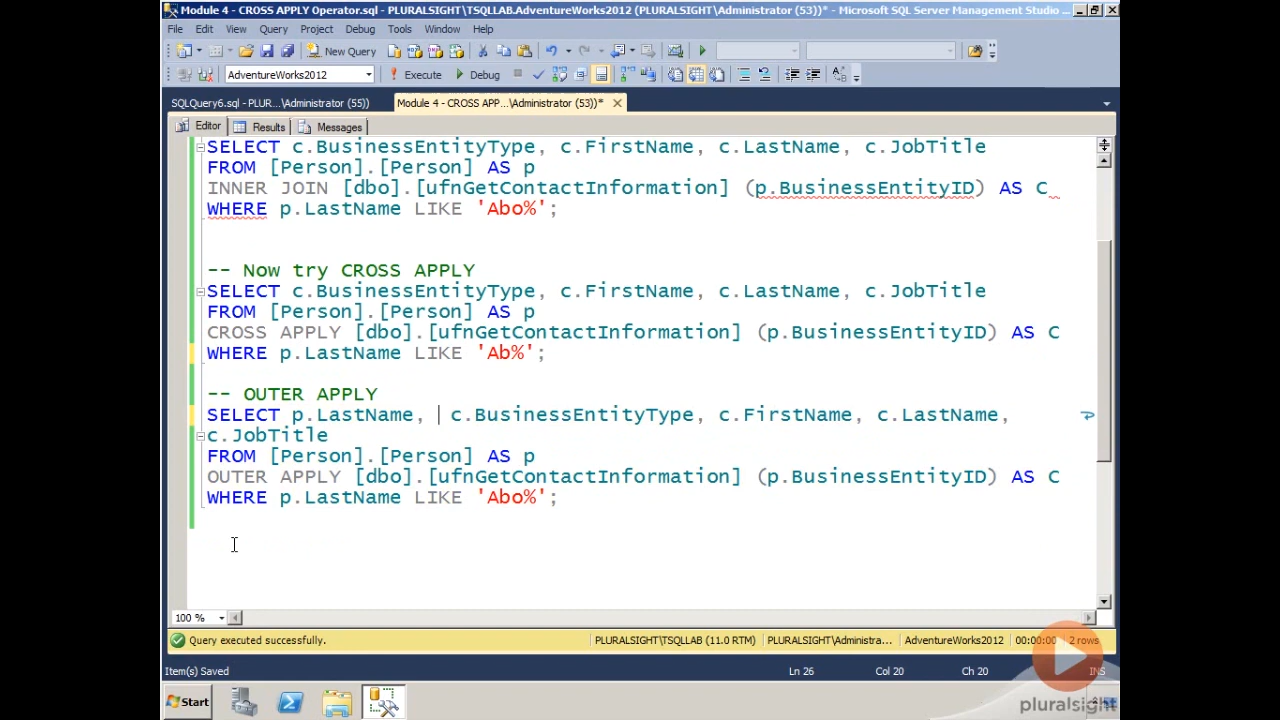 Module 4 - CROSS APPLY Operator.sql - PLURALSIGHT\TSQLLAB.AdventureWorks2012 (PLURALSIGHT\Administrator (53))* - Microsoft SQL Server Management Studio ...
File Edit View Query Project Debug Tools Window Help
New Query
AdventureWorks2012 Execute Debug
SQLQuery6.sql - PLUR...\Administrator (55)) Module 4 - CROSS APP...\Administrator (53))*
Editor Results Messages
SELECT c.BusinessEntityType, c.FirstName, c.LastName, c.JobTitle
FROM [Person].[Person] AS p
INNER JOIN [dbo].[ufnGetContactInformation] (p.BusinessEntityID) AS C
WHERE p.LastName LIKE 'Abo%';
-- Now try CROSS APPLY
SELECT c.BusinessEntityType, c.FirstName, c.LastName, c.JobTitle
FROM [Person].[Person] AS p
CROSS APPLY [dbo].[ufnGetContactInformation] (p.BusinessEntityID) AS C
WHERE p.LastName LIKE 'Ab%';
-- OUTER APPLY
SELECT p.LastName, c.BusinessEntityType, c.FirstName, c.LastName,
c.JobTitle
FROM [Person].[Person] AS p
OUTER APPLY [dbo].[ufnGetContactInformation] (p.BusinessEntityID) AS C
WHERE p.LastName LIKE 'Abo%';
100 %
Query executed successfully. PLURALSIGHT\TSQLLAB (11.0 RTM) PLURALSIGHT\Administra... AdventureWorks2012 00:00:00 2 rows
Item(s) Saved Ln 26 Col 20 Ch 20 INS
Start
pluralsight